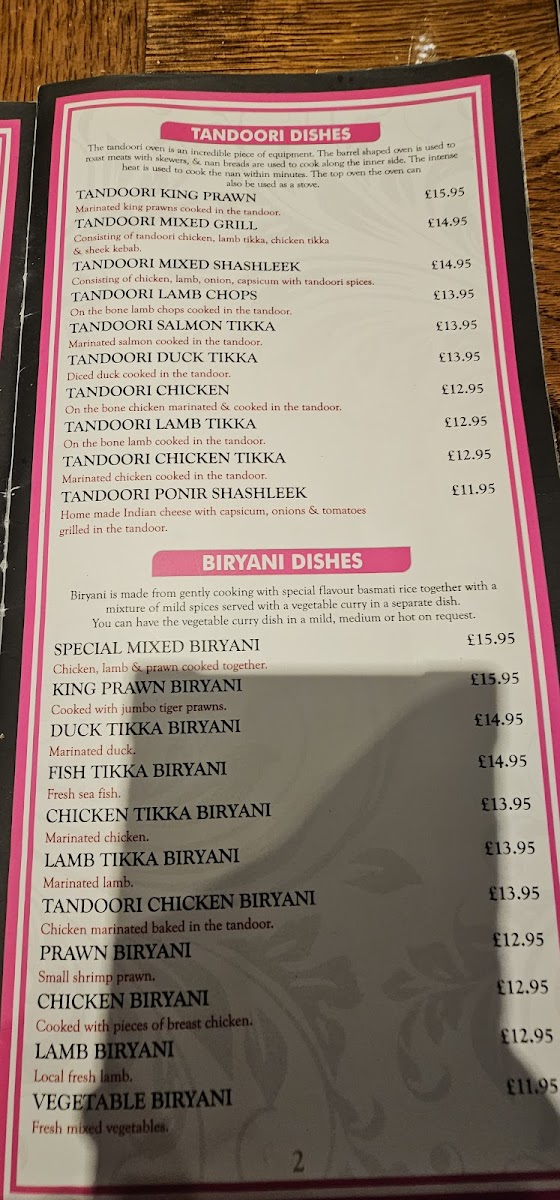 TANDOORI DISHES
The tandoori oven is an incredible piece of equipment. The barrel shaped oven is used to
roast meats with skewers, & nan breads are used to cook along the inner side. The intense
heat is used to cook the nan within minutes. The top oven the oven can
also be used as a stove.
TANDOORI KING PRAWN £15.95
Marinated king prawns cooked in the tandoor.
TANDOORI MIXED GRILL £14.95
Consisting of tandoori chicken, lamb tikka, chicken tikka
& sheek kebab.
TANDOORI MIXED SHASHLEEK £14.95
Consisting of chicken, lamb, onion, capsicum with tandoori spices.
TANDOORI LAMB CHOPS £13.95
On the bone lamb chops cooked in the tandoor.
TANDOORI SALMON TIKKA £13.95
Marinated salmon cooked in the tandoor.
TANDOORI DUCK TIKKA £13.95
Diced duck cooked in the tandoor.
TANDOORI CHICKEN £12.95
On the bone chicken marinated & cooked in the tandoor.
TANDOORI LAMB TIKKA £12.95
On the bone lamb cooked in the tandoor.
TANDOORI CHICKEN TIKKA £12.95
Marinated chicken cooked in the tandoor.
TANDOORI PONIR SHASHLEEK £11.95
Home made Indian cheese with capsicum, onions & tomatoes
grilled in the tandoor.
BIRYANI DISHES
Biryani is made from gently cooking with special flavour basmati rice together with a
mixture of mild spices served with a vegetable curry in a separate dish.
You can have the vegetable curry dish in a mild, medium or hot on request.
SPECIAL MIXED BIRYANI £15.95
Chicken, lamb & prawn cooked together.
KING PRAWN BIRYANI £15.95
Cooked with jumbo tiger prawns.
DUCK TIKKA BIRYANI £14.95
Marinated duck.
FISH TIKKA BIRYANI £14.95
Fresh sea fish.
CHICKEN TIKKA BIRYANI £13.95
Marinated chicken.
LAMB TIKKA BIRYANI £13.95
Marinated lamb.
TANDOORI CHICKEN BIRYANI £13.95
Chicken marinated baked in the tandoor.
PRAWN BIRYANI £12.95
Small shrimp prawn.
CHICKEN BIRYANI £12.95
Cooked with pieces of breast chicken.
LAMB BIRYANI £12.95
Local fresh lamb.
VEGETABLE BIRYANI £11.95
Fresh mixed vegetables.
2